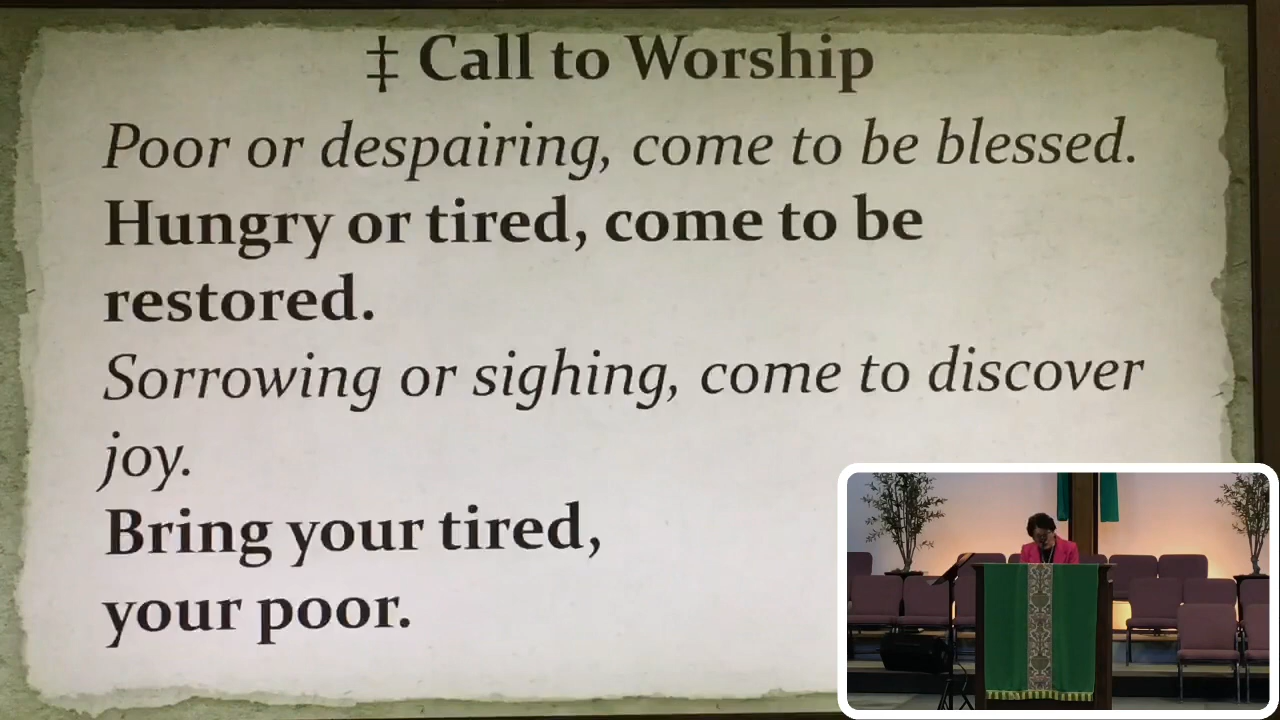 ‡ Call to Worship
Poor or despairing, come to be blessed.
Hungry or tired, come to be
restored.
Sorrowing or sighing, come to discover
joy.
Bring your tired,
your poor.